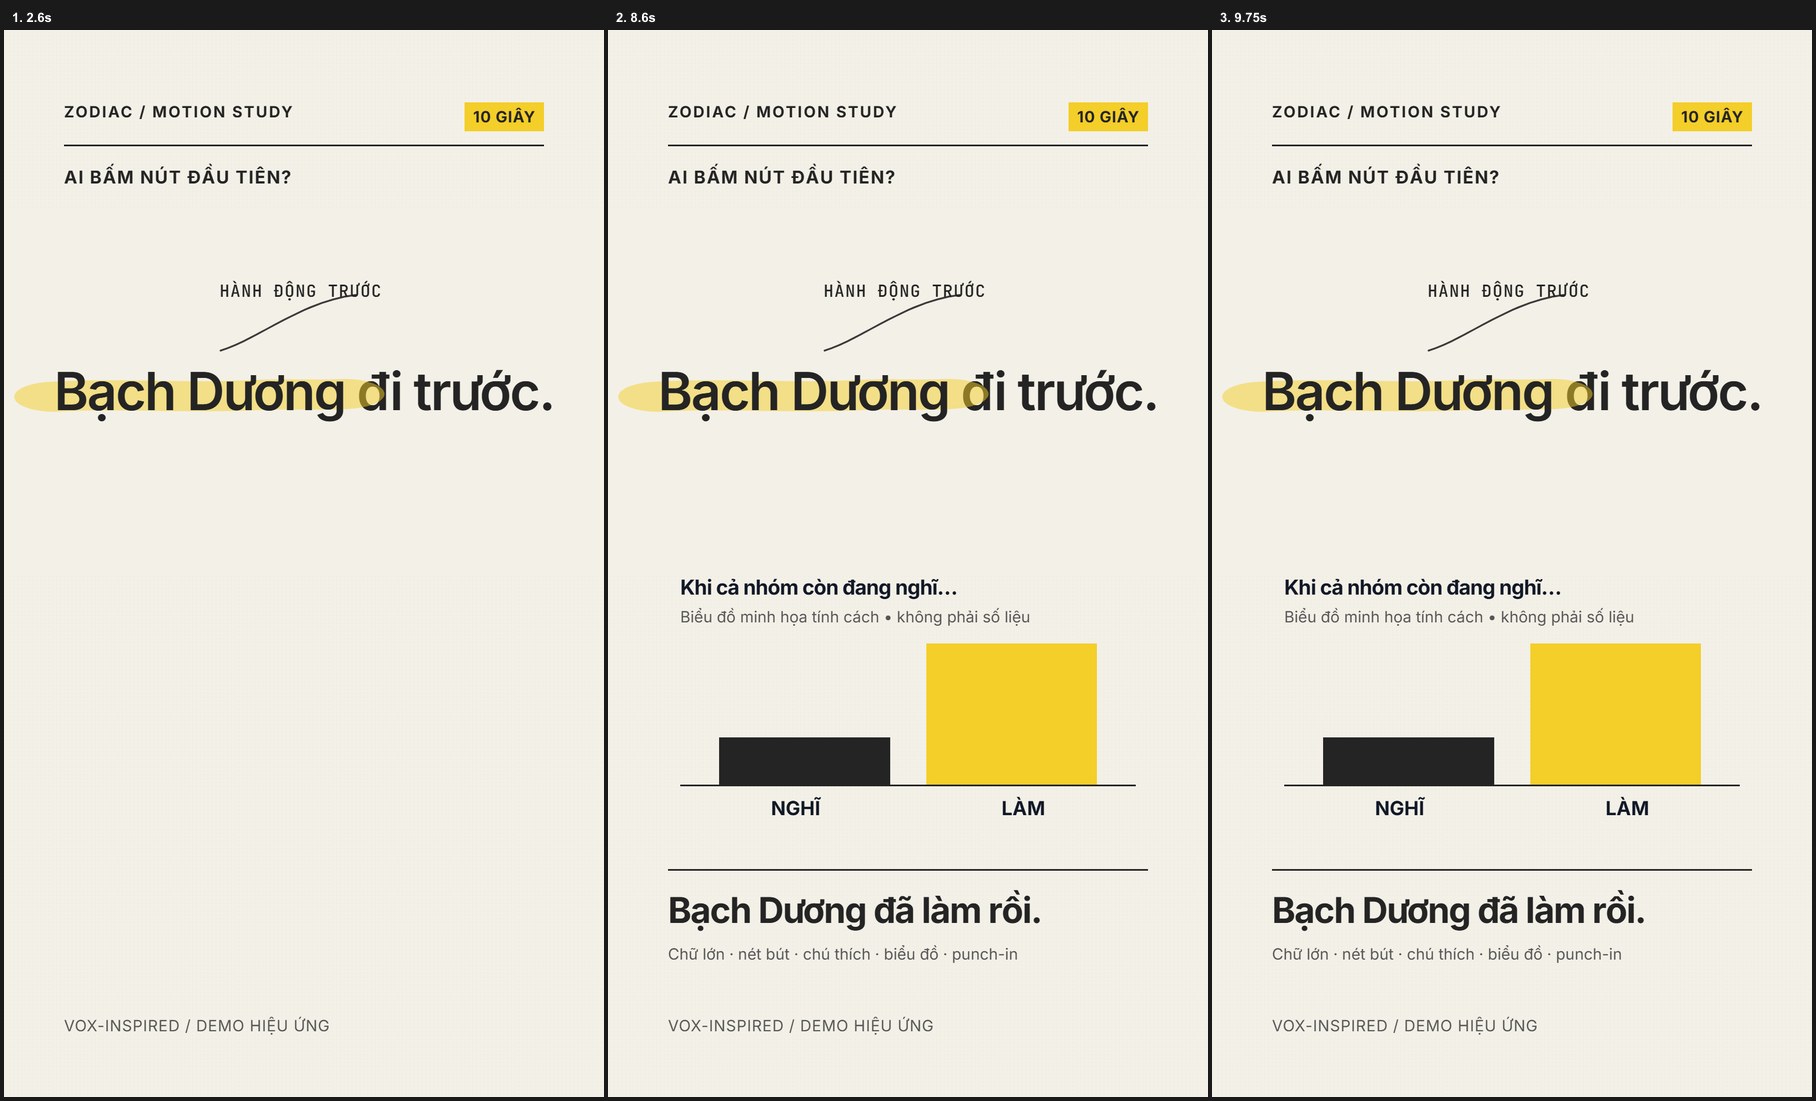 1. 2.6s
ZODIAC / MOTION STUDY
10 GIÂY
AI BẤM NÚT ĐẦU TIÊN?
HÀNH ĐỘNG TRƯỚC
Bạch Dương đi trước.
VOX-INSPIRED / DEMO HIỆU ỨNG
2. 8.6s
ZODIAC / MOTION STUDY
10 GIÂY
AI BẤM NÚT ĐẦU TIÊN?
HÀNH ĐỘNG TRƯỚC
Bạch Dương đi trước.
Khi cả nhóm còn đang nghĩ...
Biểu đồ minh họa tính cách • không phải số liệu
NGHĨ
LÀM
Bạch Dương đã làm rồi.
Chữ lớn · nét bút · chú thích · biểu đồ · punch-in
VOX-INSPIRED / DEMO HIỆU ỨNG
3. 9.75s
ZODIAC / MOTION STUDY
10 GIÂY
AI BẤM NÚT ĐẦU TIÊN?
HÀNH ĐỘNG TRƯỚC
Bạch Dương đi trước.
Khi cả nhóm còn đang nghĩ...
Biểu đồ minh họa tính cách • không phải số liệu
NGHĨ
LÀM
Bạch Dương đã làm rồi.
Chữ lớn · nét bút · chú thích · biểu đồ · punch-in
VOX-INSPIRED / DEMO HIỆU ỨNG